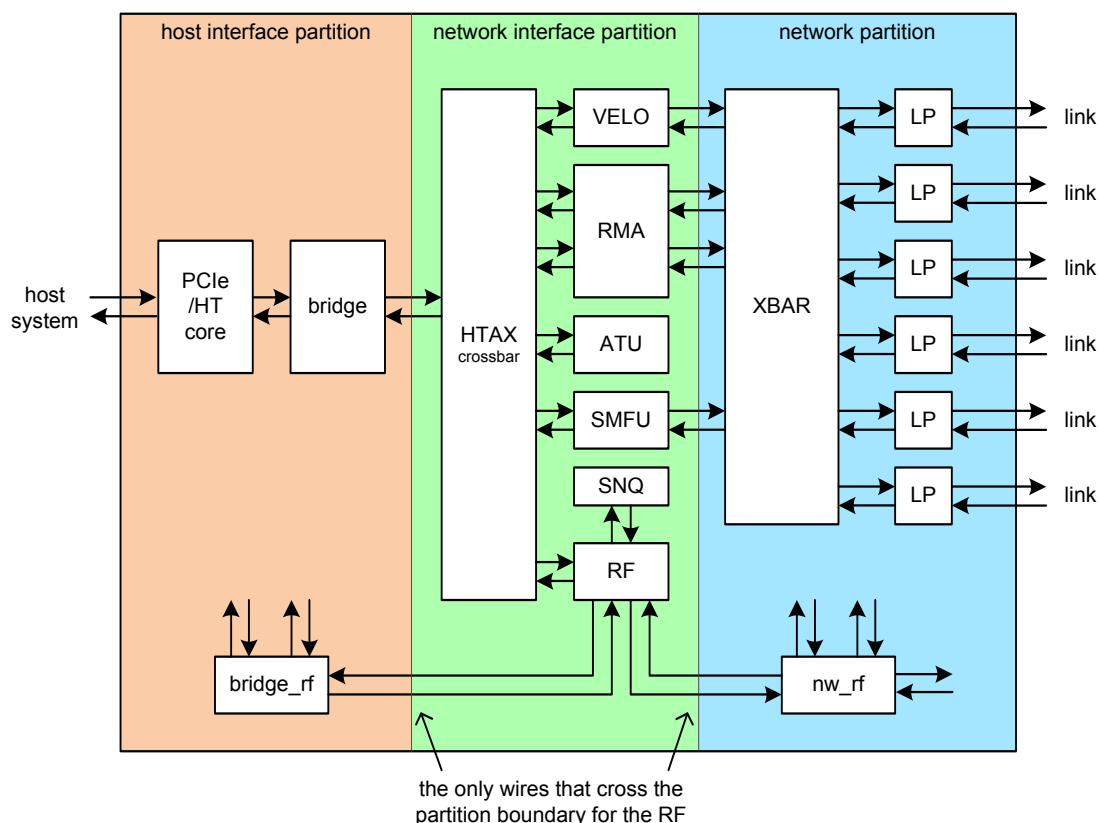 host interface partition
network interface partition
network partition
VELO
LP
link
RMA
LP
link
PCIe
/HT
core
bridge
host
system
HTAX
crossbar
XBAR
LP
link
ATU
LP
link
SMFU
LP
link
SNQ
LP
link
RF
bridge_rf
nw_rf
the only wires that cross the
partition boundary for the RF